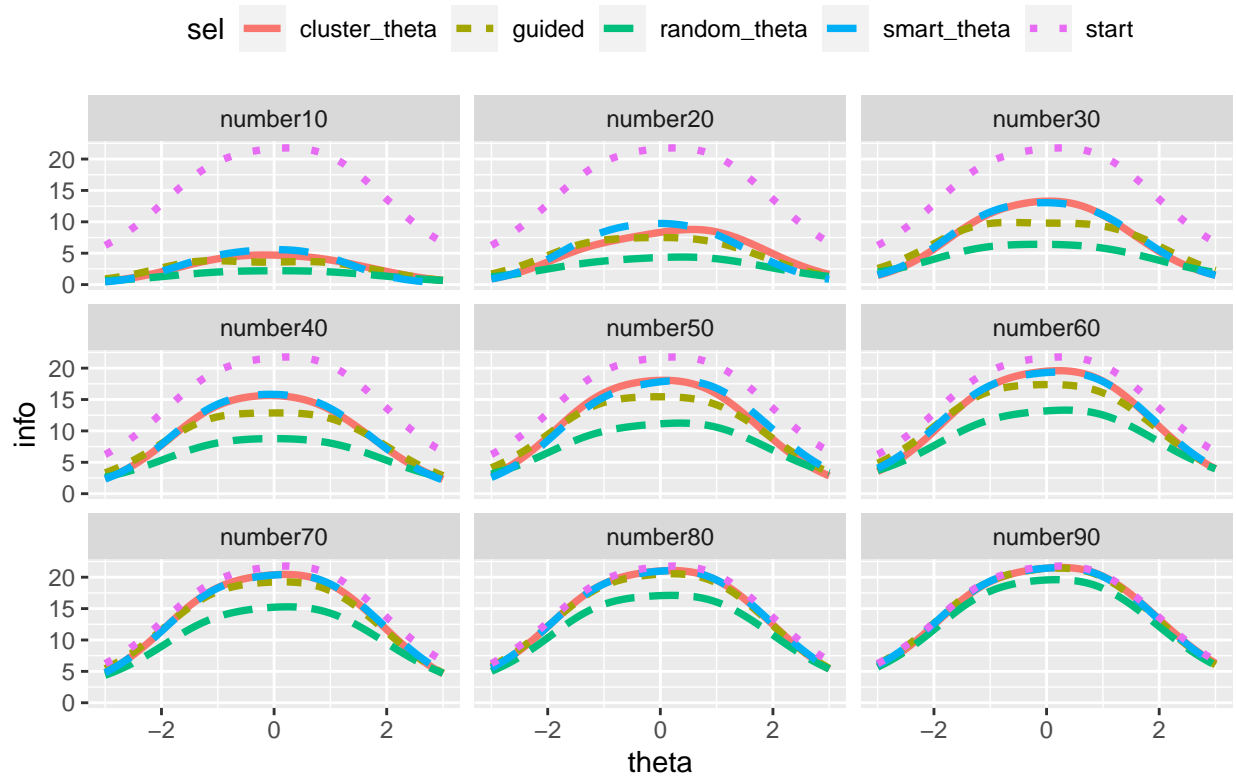 sel cluster_theta guided random_theta smart_theta start
number10 number20 number30
20
15
10
5
0
number40 number50 number60
20
15
10
5
0
info
number70 number80 number90
20
15
10
5
0
−2 0 2 −2 0 2 −2 0 2
theta